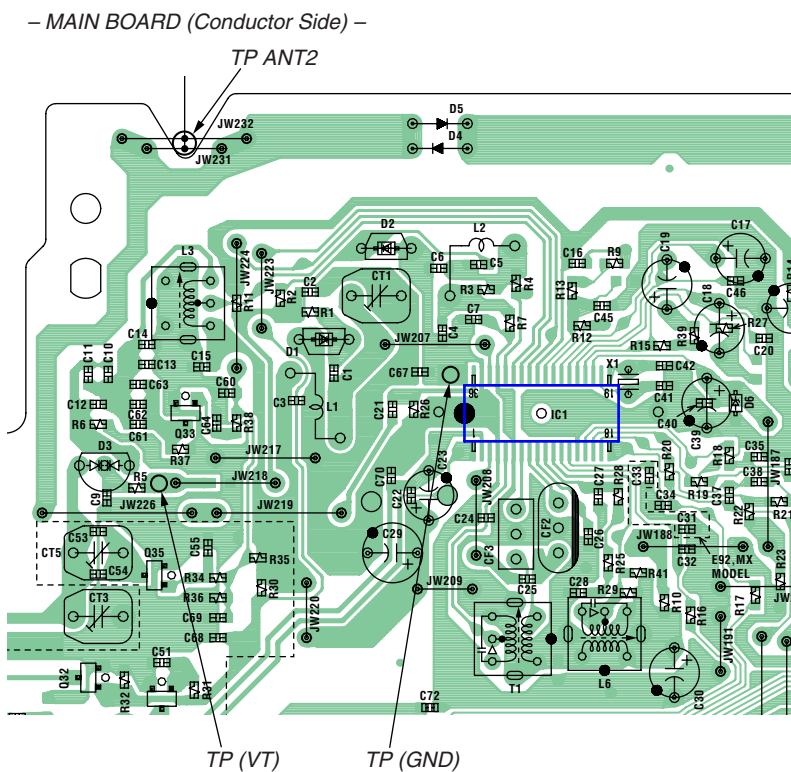 – MAIN BOARD (Conductor Side) –
TP ANT2
JW232
JW231
D5
D4
L3
JW224
JW223
D2
L2
C6
C5
C16
R9
C19
C17
R14
CT1
C2
R2
R1
R11
R3
R4
R13
C46
C18
R27
C7
R7
C4
C45
R12
R39
C20
C14
C13
C15
C11
C10
D1
JW207
R15
C63
C60
C1
C67
X1
C42
C41
C12
C62
C61
R6
Q33
C64
R38
C3
L1
C21
R26
36
19
IC1
1
18
C40
C39
D6
R37
D3
JW217
C23
R20
R18
C35
JW187
R5
JW218
C70
C22
JW208
C27
R28
C33
R19
C38
C37
C9
JW226
JW219
C34
R22
R21
C53
C29
C24
CF3
CF2
C26
C31
JW188
C32
E92,MX
MODEL
CT5
Q35
C55
R35
C54
R34
R30
R36
JW220
JW209
C25
C28
R25
R29
R41
R23
JW
CT3
C69
C68
R10
R16
R17
JW191
C51
Q32
R32
R31
T1
L6
C30
C72
TP (VT)
TP (GND)